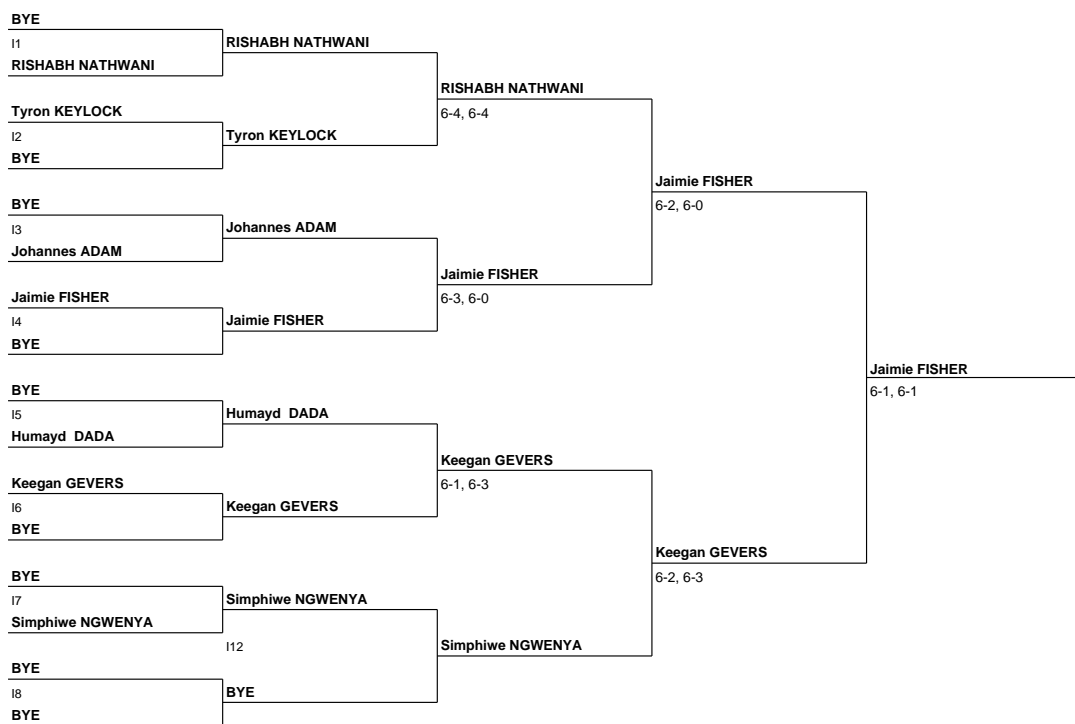 BYE
I1
RISHABH NATHWANI
Tyron KEYLOCK
I2
BYE
BYE
I3
Johannes ADAM
Jaimie FISHER
I4
BYE
BYE
I5
Humayd  DADA
Keegan GEVERS
I6
BYE
BYE
I7
Simphiwe NGWENYA
BYE
I8
BYE
RISHABH NATHWANI
Tyron KEYLOCK
Johannes ADAM
Jaimie FISHER
Humayd  DADA
Keegan GEVERS
Simphiwe NGWENYA
I12
BYE
RISHABH NATHWANI
6-4, 6-4
Jaimie FISHER
6-3, 6-0
Keegan GEVERS
6-1, 6-3
Simphiwe NGWENYA
Jaimie FISHER
6-2, 6-0
Keegan GEVERS
6-2, 6-3
Jaimie FISHER
6-1, 6-1